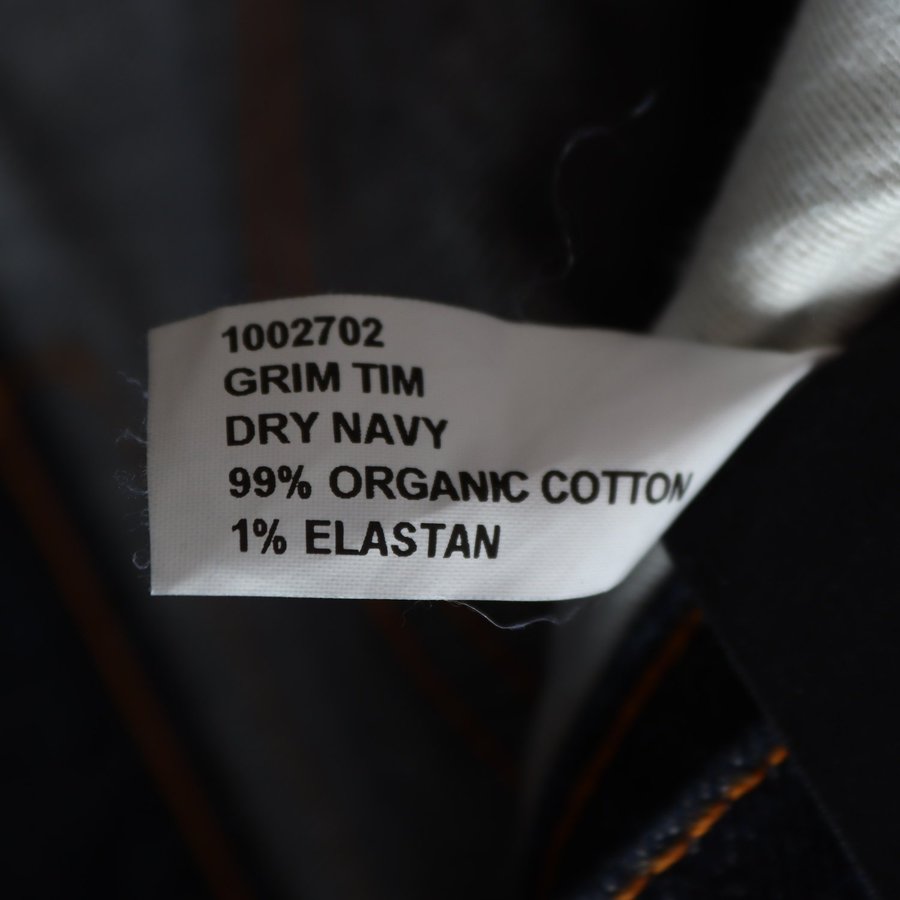 1002702
GRIM TIM
DRY NAVY
99% ORGANIC COTTON
1% ELASTAN